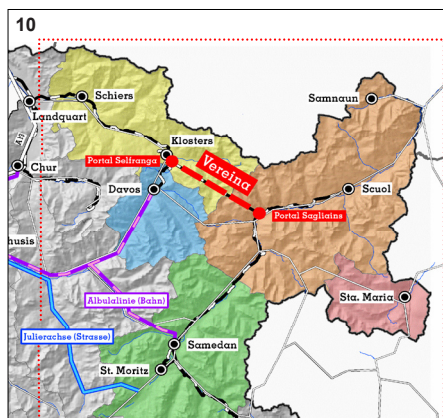 10
Schiers
Samnaun
Landquart
An
Klosters
Portal Selfranga
Chur
Vereina
Davos
Scuol
Portal Sagliains
husis
Albulalinie (Bahn)
Sta. Maria
Julierachse (Strasse)
Samedan
St. Moritz